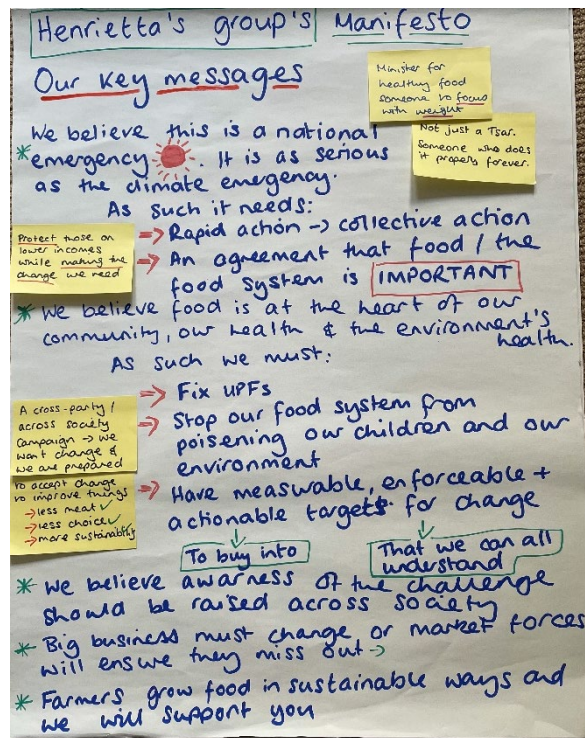 Henrietta's group's Manifesto
Our key messages
Minister for
healthy food
someone to focus
with weight
Not just a Tsar.
Someone who does
it properly forever.
We believe this is a national
* emergency. It is as serious
as the climate emergency.
As such it needs:
Protect those on
lower incomes
while making the
change we need
⇒ Rapid action → collective action
⇒ An agreement that food / the
food system is IMPORTANT
* We believe food is at the heart of our
community, our health & the environment's
health.
As such we must:
⇒ Fix UPFs
A cross-party /
across society
campaign → we
want change &
we are prepared
to accept change
to improve things
→ less meat ✓
→ less choice ✓
→ more sustainability
⇒ Stop our food system from
poisening our children and our
environment
⇒ Have measurable, enforceable +
actionable targets for change
↓ ↓
To buy into
That we can all
understand
* We believe awareness of the challenge
should be raised across society
* Big business must change or market forces
will ensure they miss out →
* Farmers grow food in sustainable ways and
we will support you